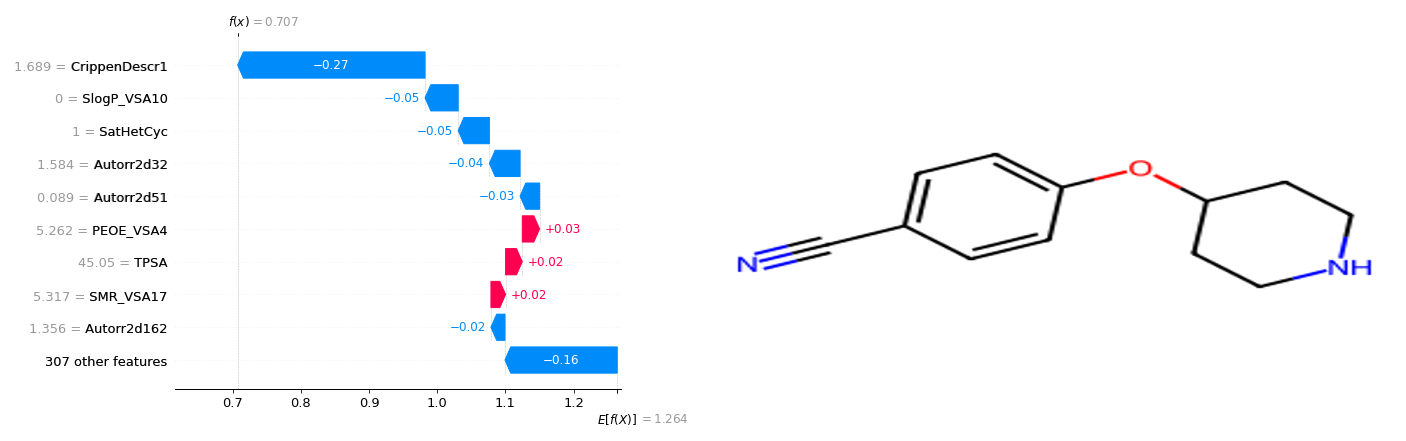 f(x) = 0.707
1.689 = CrippenDescr1
−0.27
0 = SlogP_VSA10
−0.05
1 = SatHetCyc
−0.05
1.584 = Autorr2d32
−0.04
0.089 = Autorr2d51
−0.03
5.262 = PEOE_VSA4
+0.03
45.05 = TPSA
+0.02
5.317 = SMR_VSA17
+0.02
1.356 = Autorr2d162
−0.02
307 other features
−0.16
0.7 0.8 0.9 1.0 1.1 1.2
E[f(X)] = 1.264
O
N
NH